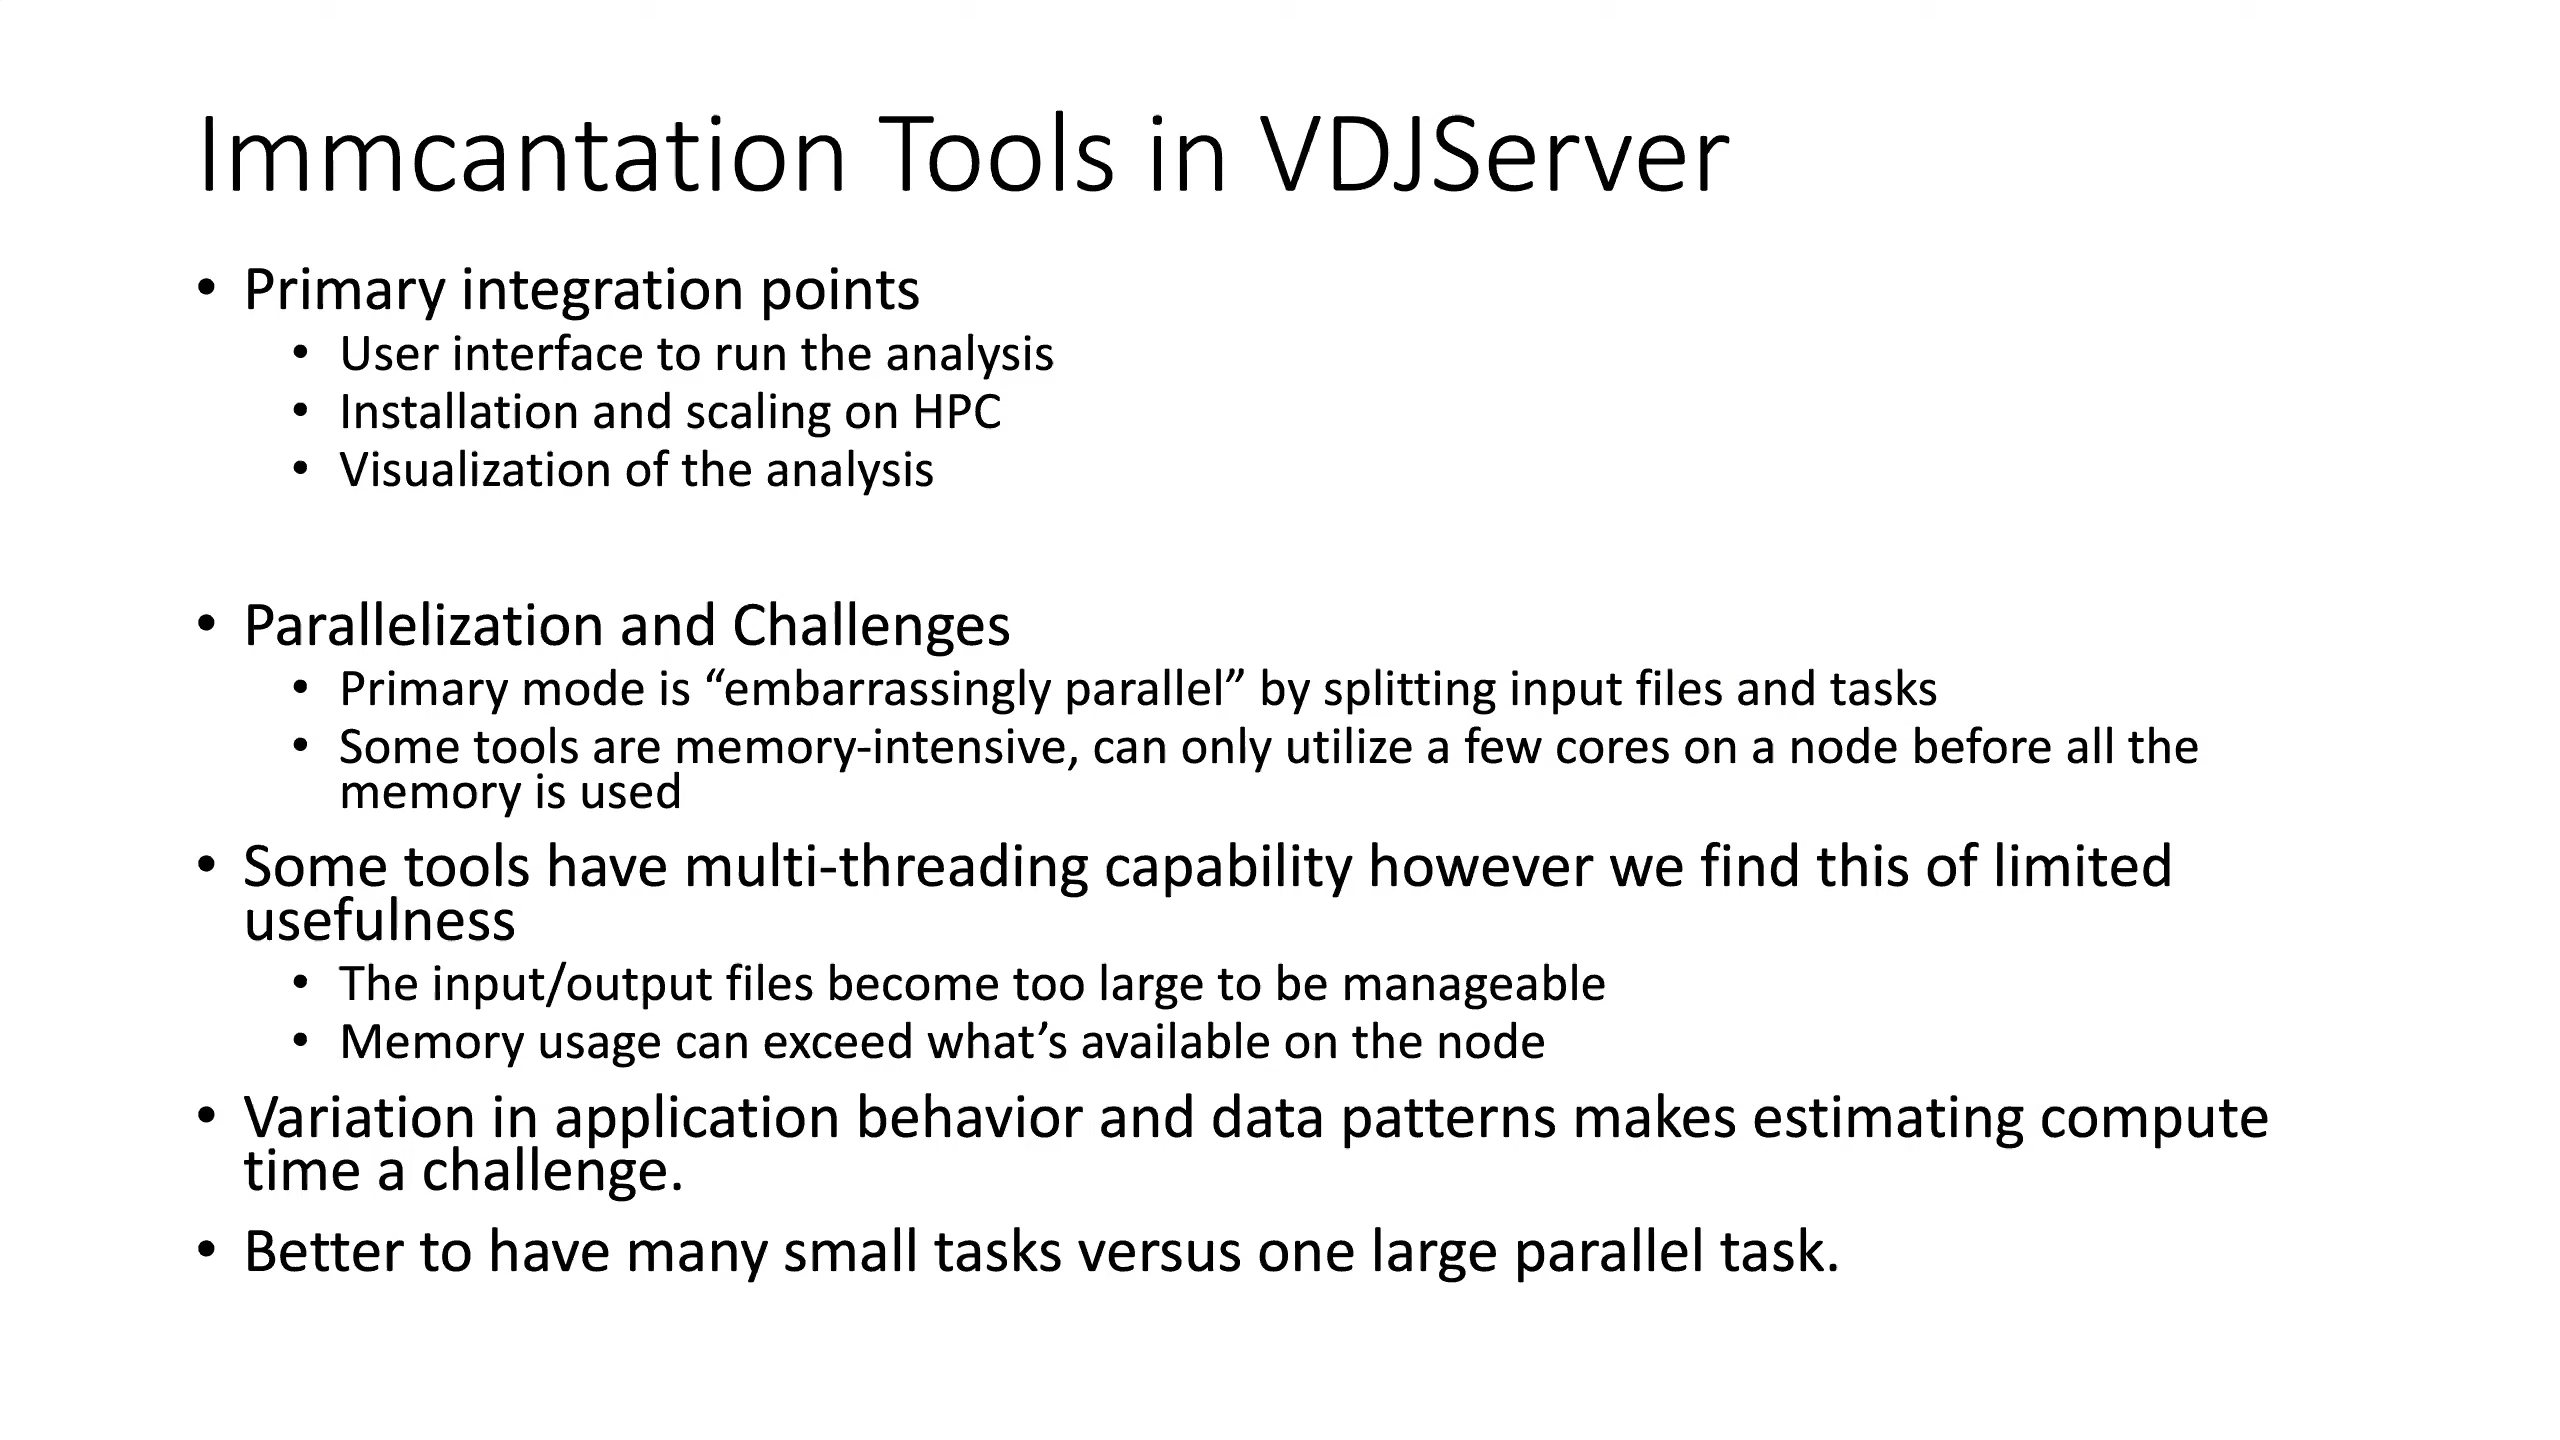 Immcantation Tools in VDJServer
• Primary integration points
• User interface to run the analysis
• Installation and scaling on HPC
• Visualization of the analysis
• Parallelization and Challenges
• Primary mode is “embarrassingly parallel” by splitting input files and tasks
• Some tools are memory-intensive, can only utilize a few cores on a node before all the
memory is used
• Some tools have multi-threading capability however we find this of limited
usefulness
• The input/output files become too large to be manageable
• Memory usage can exceed what’s available on the node
• Variation in application behavior and data patterns makes estimating compute
time a challenge.
• Better to have many small tasks versus one large parallel task.